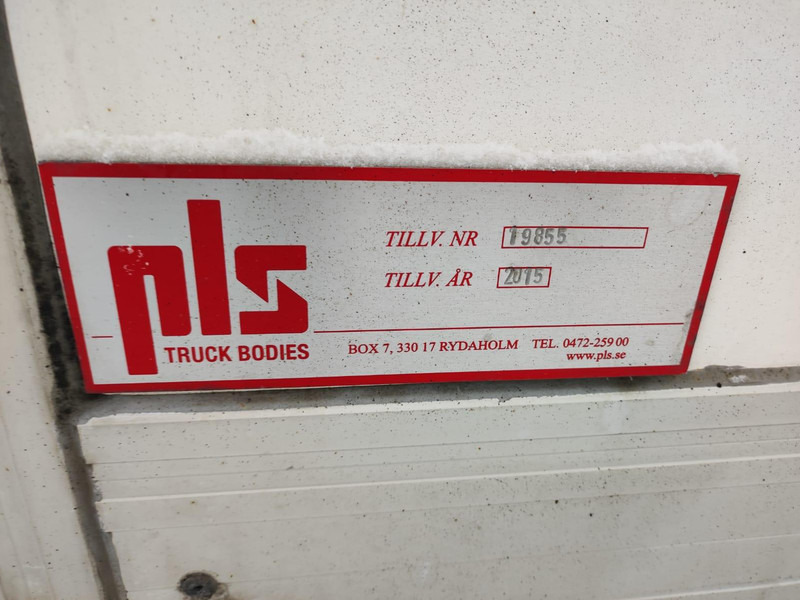 pls
TRUCK BODIES
TILLV. NR 19855
TILLV. ÅR 2015
BOX 7, 330 17 RYDAHOLM TEL. 0472-259 00
www.pls.se